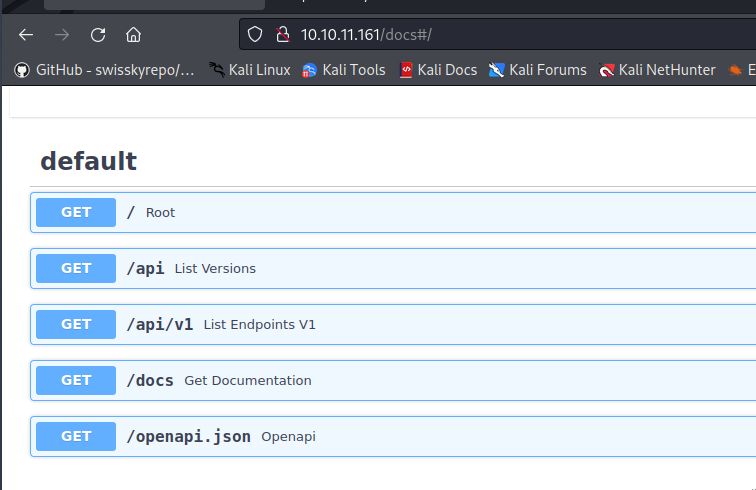 10.10.11.161/docs#/
GitHub - swisskyrepo/… Kali Linux Kali Tools Kali Docs Kali Forums Kali NetHunter E
default
GET / Root
GET /api List Versions
GET /api/v1 List Endpoints V1
GET /docs Get Documentation
GET /openapi.json Openapi